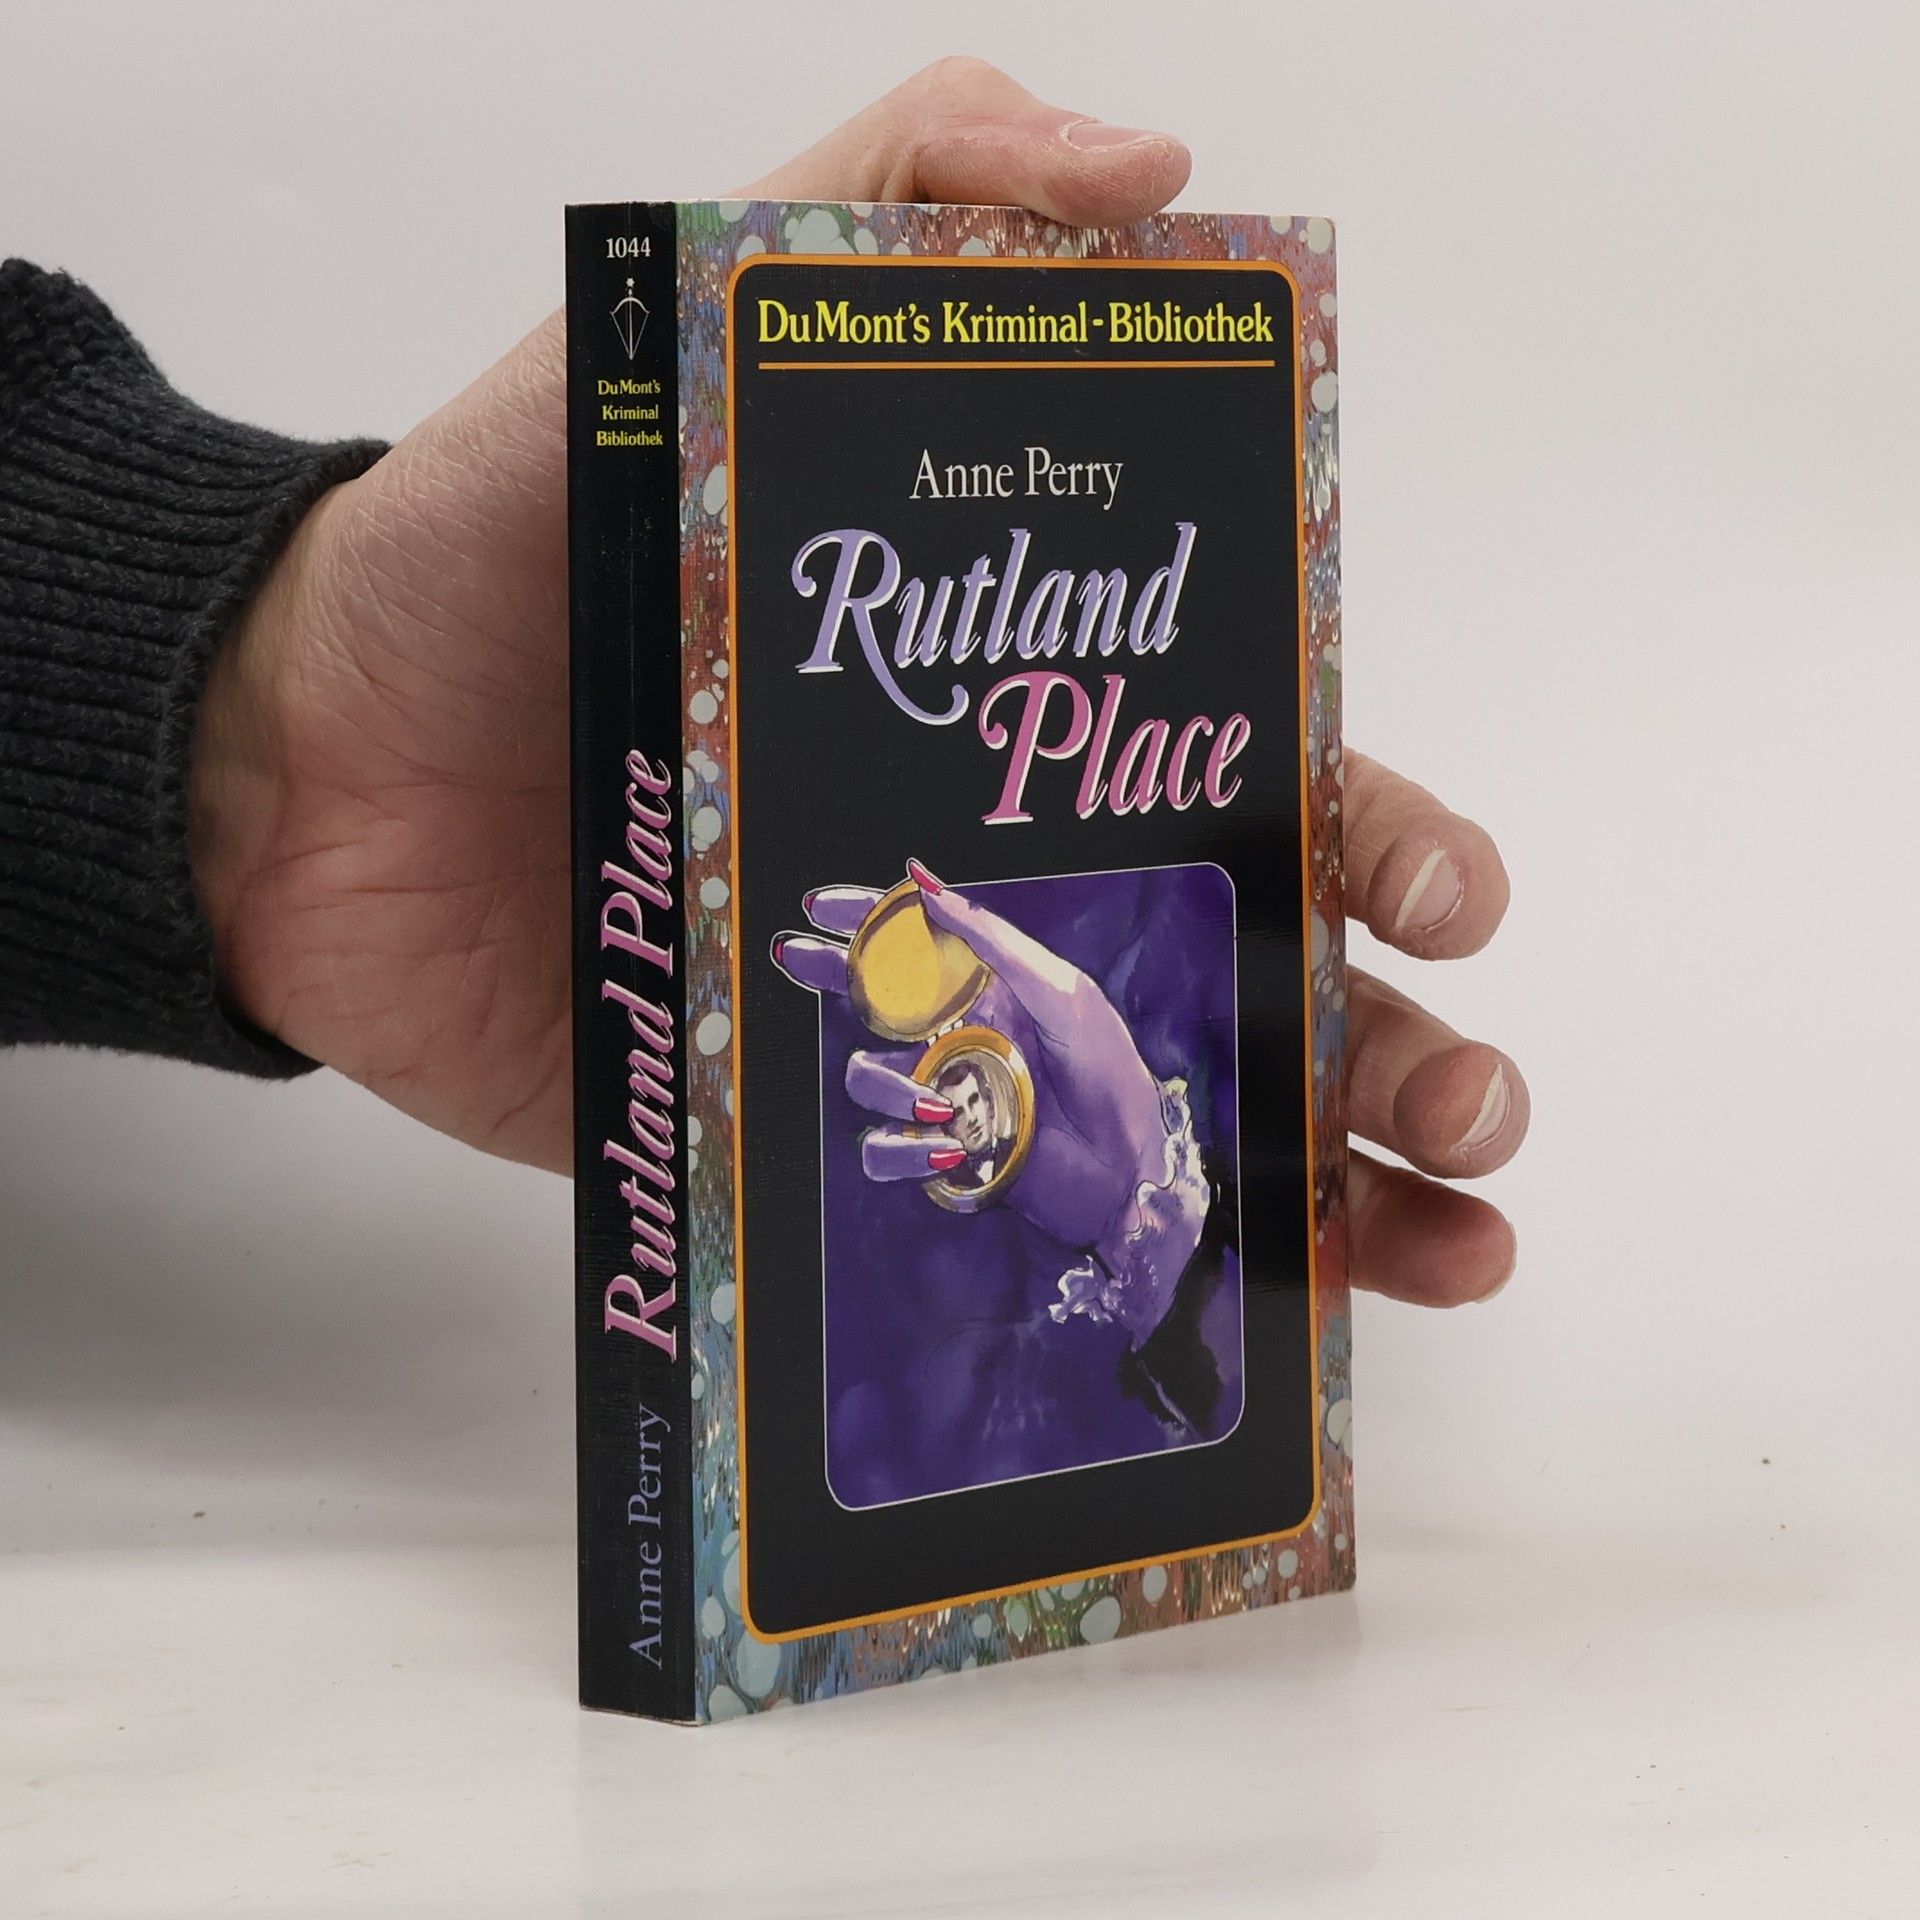 1044
DuMont's
Kriminal
Bibliothek
Rutland Place
Anne Perry
DuMont's Kriminal-Bibliothek
Anne Perry
Rutland
Place